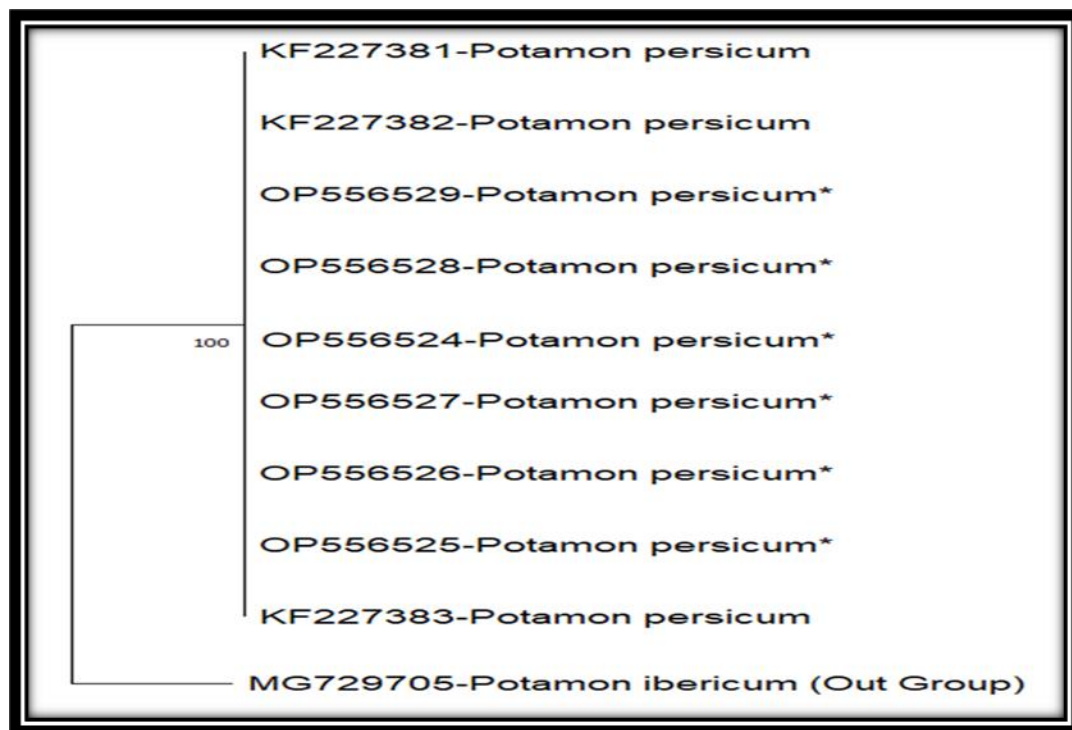 KF227381-Potamon persicum
KF227382-Potamon persicum
OP556529-Potamon persicum*
OP556528-Potamon persicum*
100 OP556524-Potamon persicum*
OP556527-Potamon persicum*
OP556526-Potamon persicum*
OP556525-Potamon persicum*
KF227383-Potamon persicum
MG729705-Potamon ibericum (Out Group)